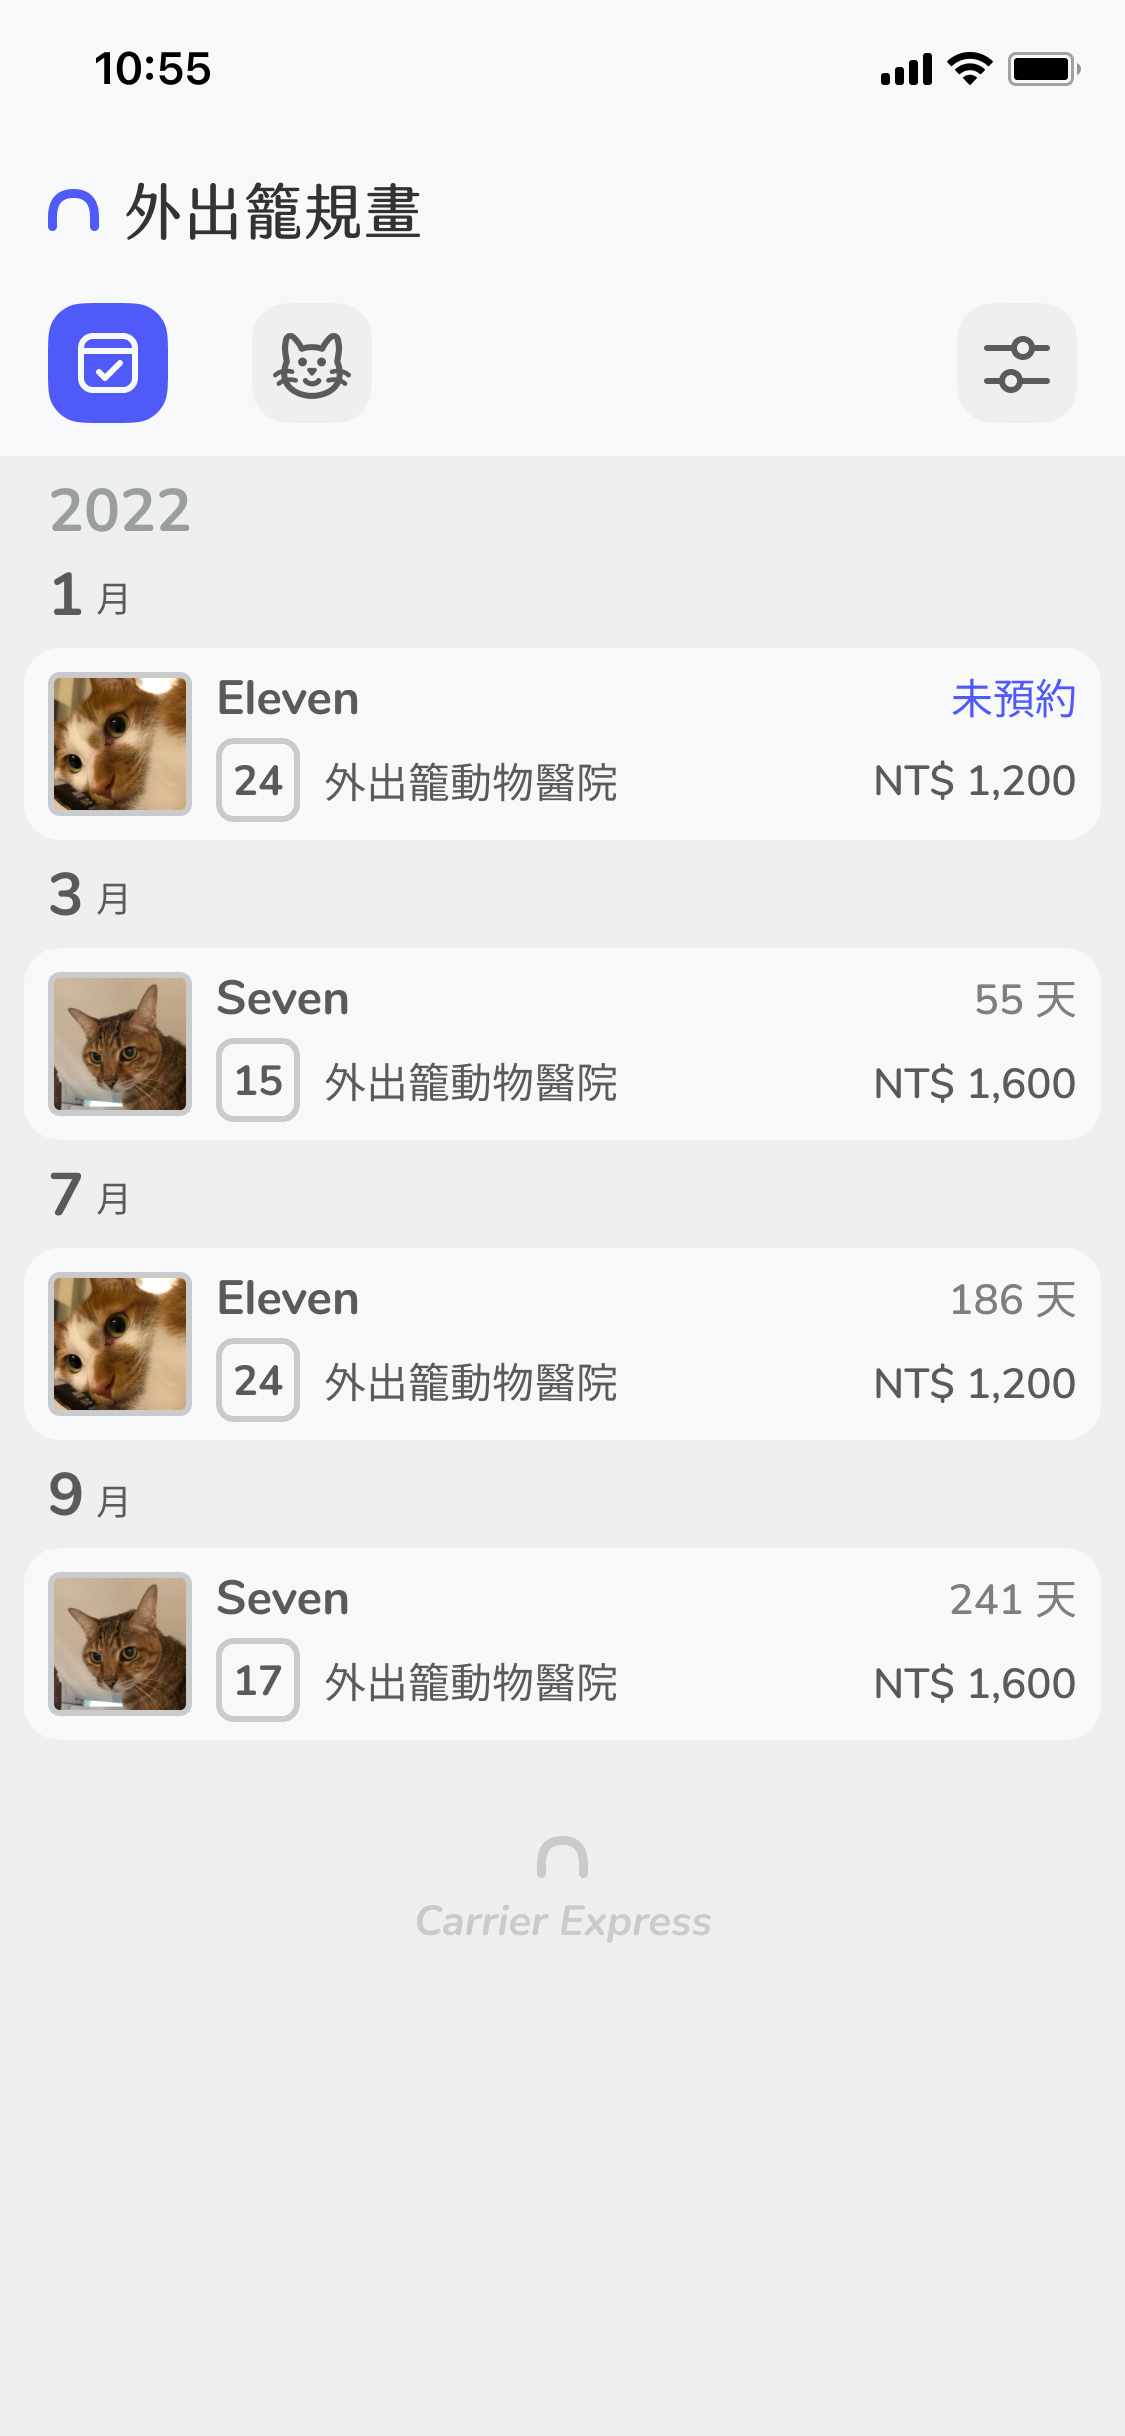 10:55
外出籠規畫
2022
1 月
Eleven
未預約
24
外出籠動物醫院
NT$ 1,200
3 月
Seven
55 天
15
外出籠動物醫院
NT$ 1,600
7 月
Eleven
186 天
24
外出籠動物醫院
NT$ 1,200
9 月
Seven
241 天
17
外出籠動物醫院
NT$ 1,600
Carrier Express